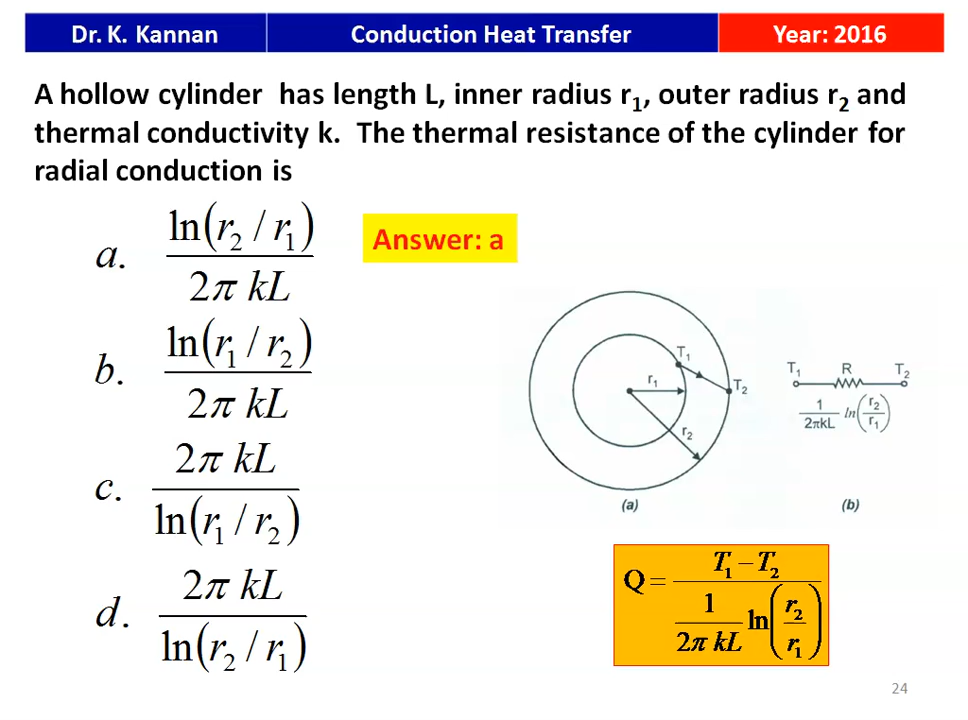 Dr. K. Kannan
Conduction Heat Transfer
Year: 2016
A hollow cylinder has length L, inner radius r₁, outer radius r₂ and
thermal conductivity k. The thermal resistance of the cylinder for
radial conduction is
a. ln(r₂ / r₁)
2π kL
Answer: a
b. ln(r₁ / r₂)
2π kL
c. 2π kL
ln(r₁ / r₂)
d. 2π kL
ln(r₂ / r₁)
T₁
r₁
T₂
r₂
(a)
T₁ R T₂
1/2πkL ln(r₂/r₁)
(b)
Q = T₁ − T₂
1/2π kL ln(r₂/r₁)
24